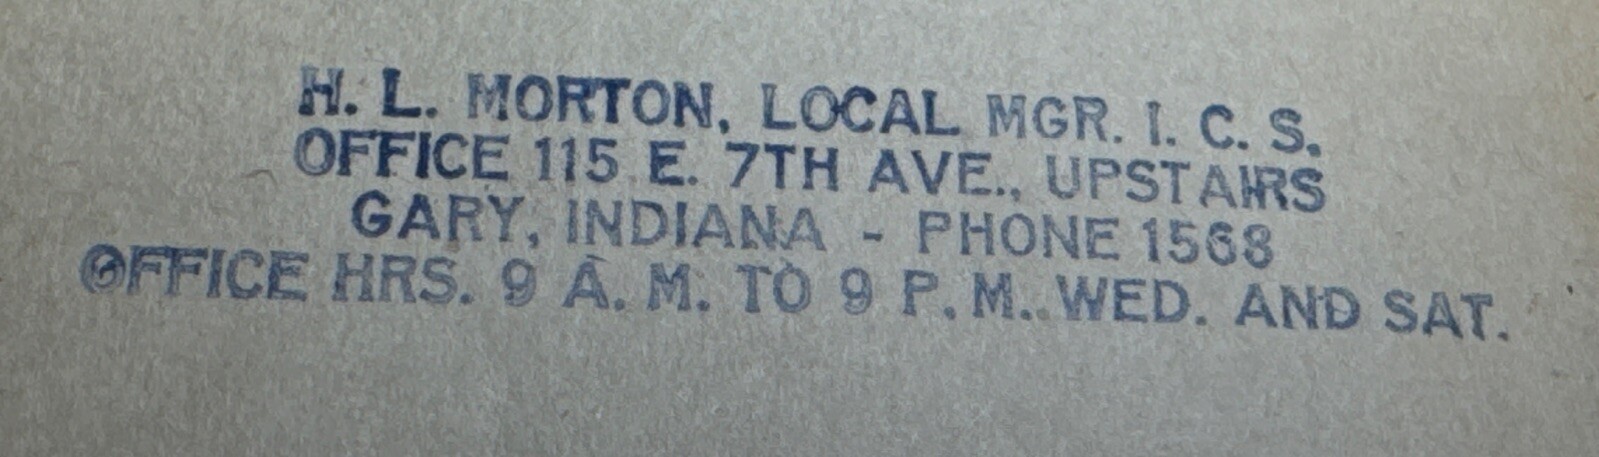 H. L. MORTON, LOCAL MGR. I. C. S.
OFFICE 115 E. 7TH AVE., UPSTAIRS
GARY, INDIANA - PHONE 1568
OFFICE HRS. 9 A. M. TO 9 P. M. WED. AND SAT.